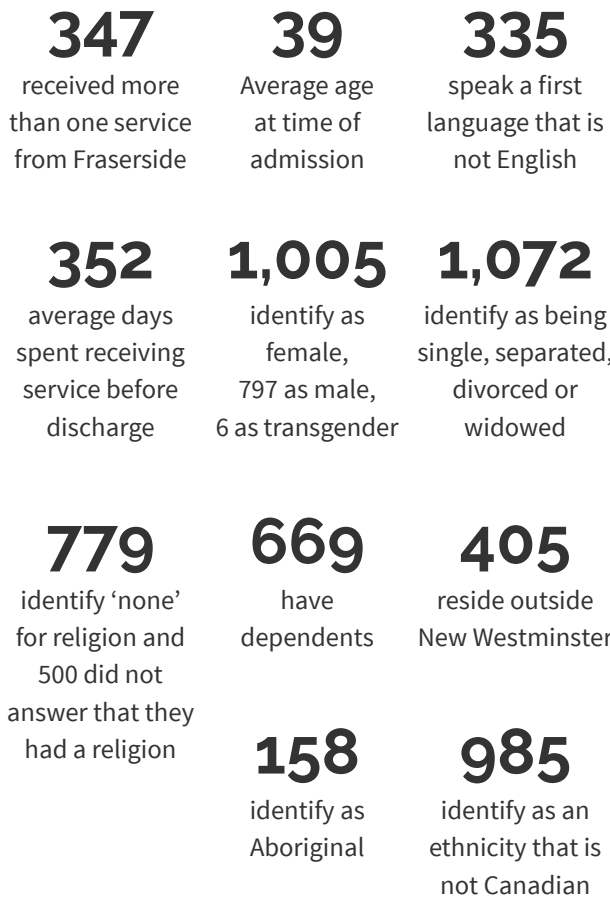 347
received more
than one service
from Fraserside
39
Average age
at time of
admission
335
speak a first
language that is
not English
352
average days
spent receiving
service before
discharge
1,005
identify as
female,
797 as male,
6 as transgender
1,072
identify as being
single, separated,
divorced or
widowed
779
identify ‘none’
for religion and
500 did not
answer that they
had a religion
669
have
dependents
405
reside outside
New Westminster
158
identify as
Aboriginal
985
identify as an
ethnicity that is
not Canadian